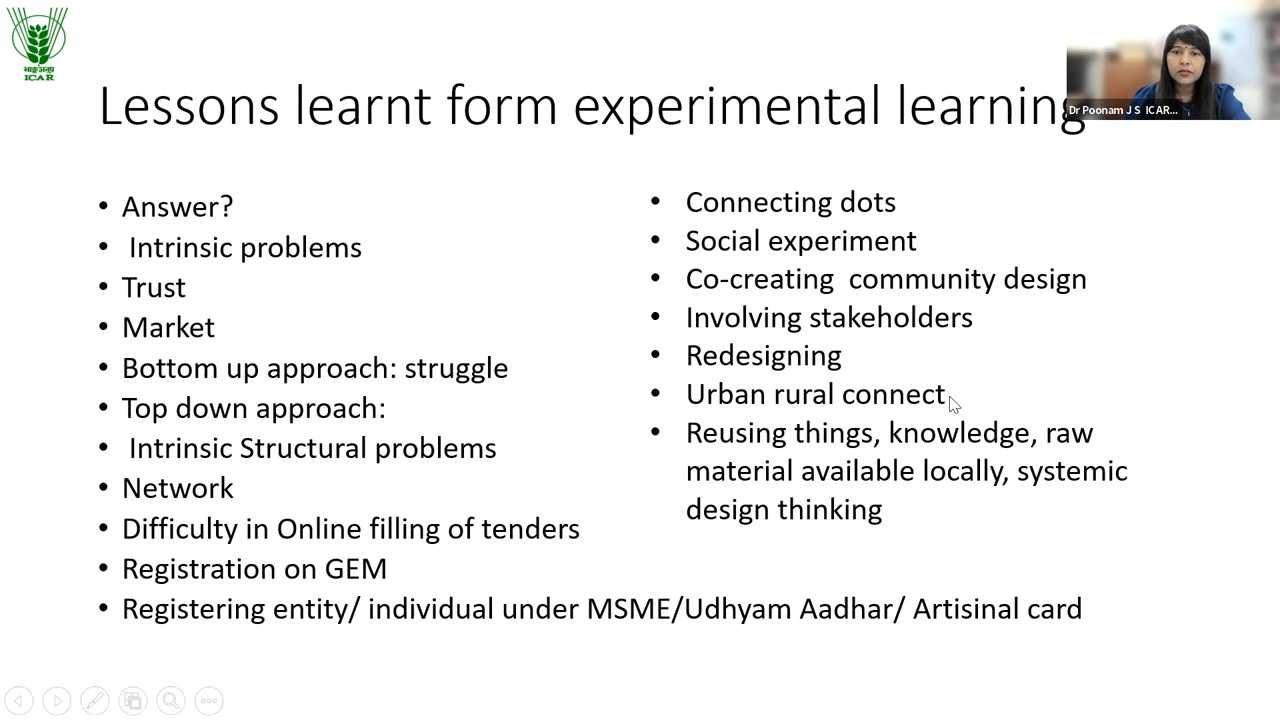 भाकृअनुप
ICAR
Dr Poonam J S ICAR...
Lessons learnt form experimental learning
• Answer?
• Intrinsic problems
• Trust
• Market
• Bottom up approach: struggle
• Top down approach:
• Intrinsic Structural problems
• Network
• Difficulty in Online filling of tenders
• Registration on GEM
• Registering entity/ individual under MSME/Udhyam Aadhar/ Artisinal card
• Connecting dots
• Social experiment
• Co-creating community design
• Involving stakeholders
• Redesigning
• Urban rural connect
• Reusing things, knowledge, raw
material available locally, systemic
design thinking